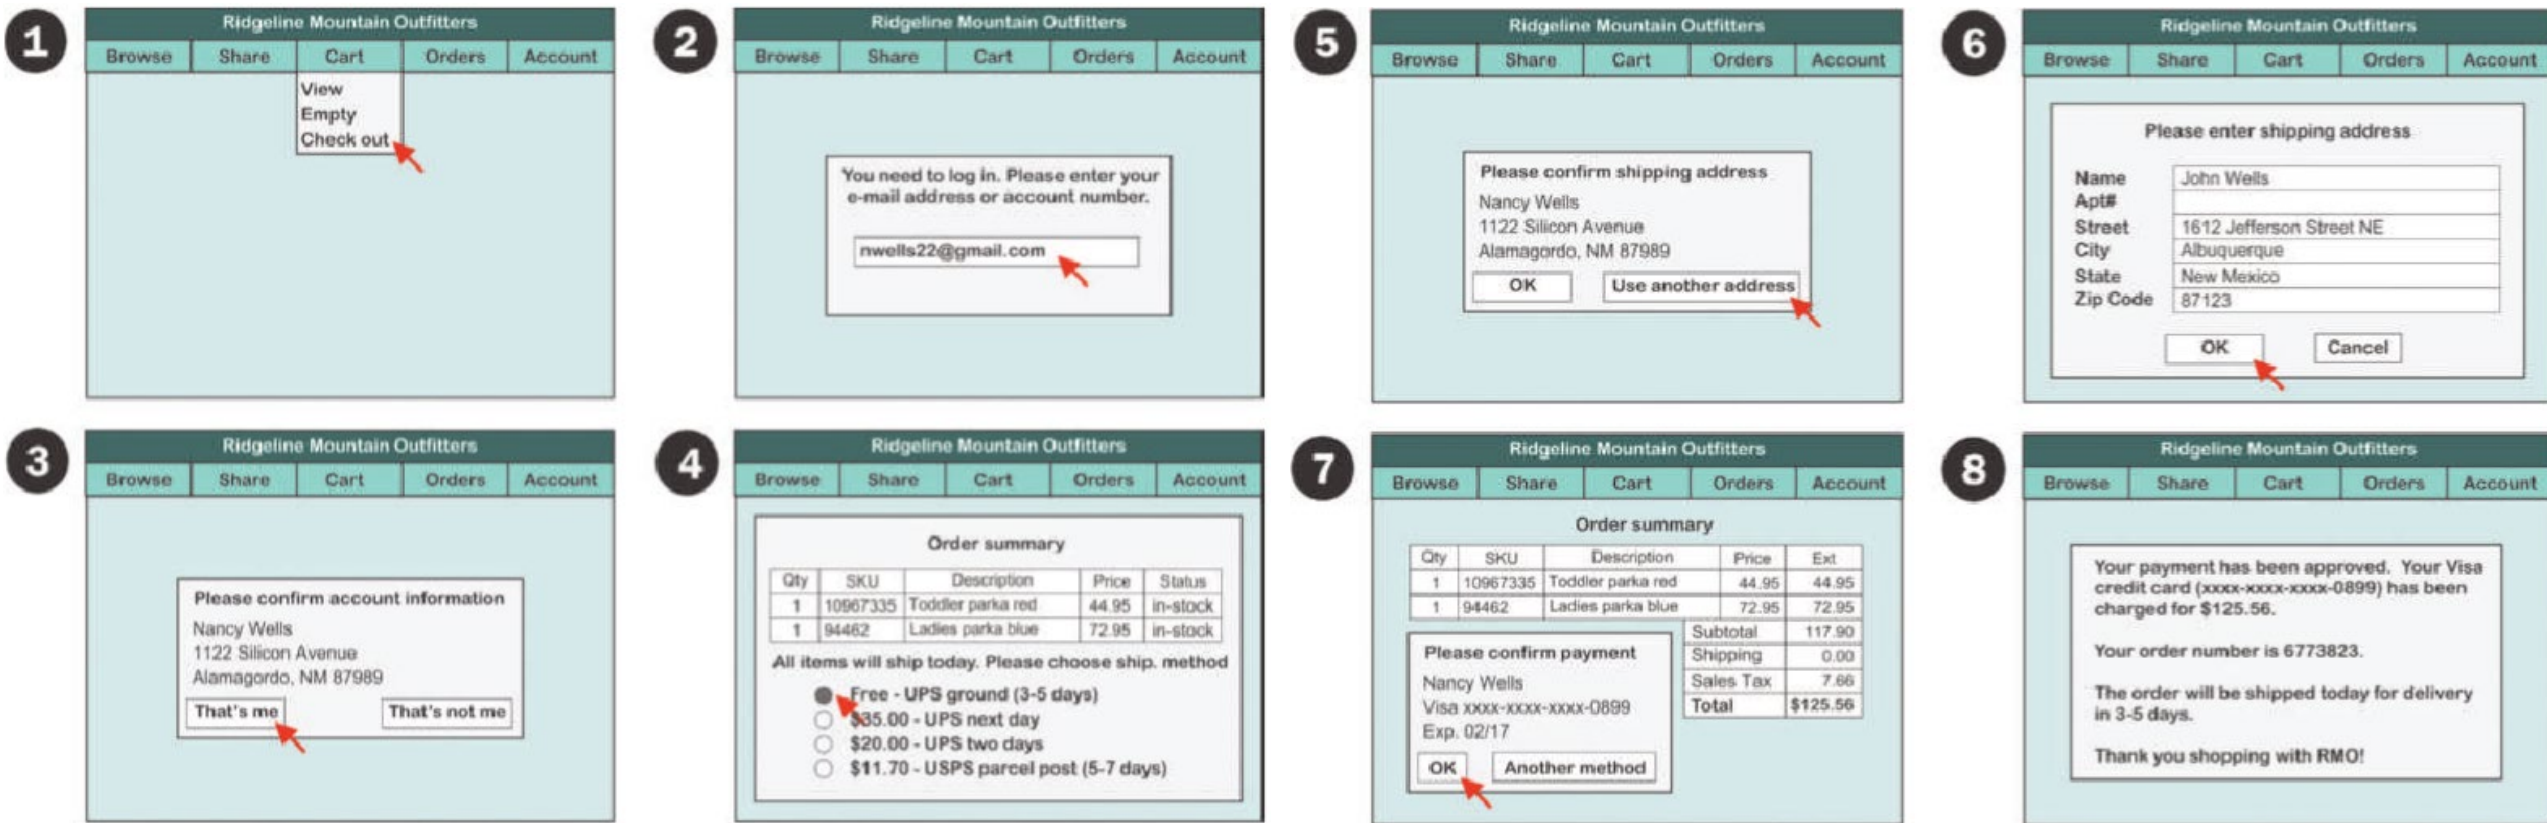 1
Ridgeline Mountain Outfitters
Browse Share Cart Orders Account
View
Empty
Check out
2
Ridgeline Mountain Outfitters
Browse Share Cart Orders Account
You need to log in. Please enter your
e-mail address or account number.
nwells22@gmail.com
3
Ridgeline Mountain Outfitters
Browse Share Cart Orders Account
Please confirm account information
Nancy Wells
1122 Silicon Avenue
Alamagordo, NM 87989
That's me That's not me
4
Ridgeline Mountain Outfitters
Browse Share Cart Orders Account
Order summary
Qty SKU Description Price Status
1 10967335 Toddler parka red 44.95 in-stock
1 94462 Ladies parka blue 72.95 in-stock
All items will ship today. Please choose ship. method
Free - UPS ground (3-5 days)
$35.00 - UPS next day
$20.00 - UPS two days
$11.70 - USPS parcel post (5-7 days)
5
Ridgeline Mountain Outfitters
Browse Share Cart Orders Account
Please confirm shipping address
Nancy Wells
1122 Silicon Avenue
Alamagordo, NM 87989
OK Use another address
6
Ridgeline Mountain Outfitters
Browse Share Cart Orders Account
Please enter shipping address
Name John Wells
Apt#
Street 1612 Jefferson Street NE
City Albuquerque
State New Mexico
Zip Code 87123
OK Cancel
7
Ridgeline Mountain Outfitters
Browse Share Cart Orders Account
Order summary
Qty SKU Description Price Ext
1 10967335 Toddler parka red 44.95 44.95
1 94462 Ladies parka blue 72.95 72.95
Subtotal 117.90
Shipping 0.00
Sales Tax 7.66
Total $125.56
Please confirm payment
Nancy Wells
Visa xxxx-xxxx-xxxx-0899
Exp. 02/17
OK Another method
8
Ridgeline Mountain Outfitters
Browse Share Cart Orders Account
Your payment has been approved. Your Visa
credit card (xxxx-xxxx-xxxx-0899) has been
charged for $125.56.
Your order number is 6773823.
The order will be shipped today for delivery
in 3-5 days.
Thank you shopping with RMO!